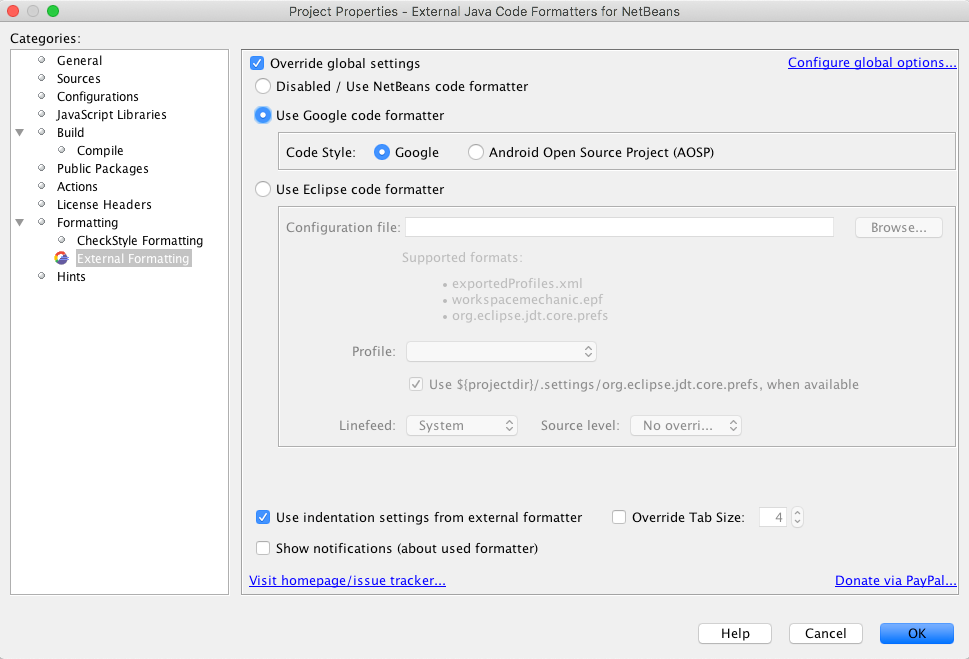 Project Properties - External Java Code Formatters for NetBeans
Categories:
General
Sources
Configurations
JavaScript Libraries
Build
Compile
Public Packages
Actions
License Headers
Formatting
CheckStyle Formatting
External Formatting
Hints
Override global settings
Configure global options...
Disabled / Use NetBeans code formatter
Use Google code formatter
Code Style: Google Android Open Source Project (AOSP)
Use Eclipse code formatter
Configuration file: Browse...
Supported formats:
• exportedProfiles.xml
• workspacemechanic.epf
• org.eclipse.jdt.core.prefs
Profile:
Use ${projectdir}/.settings/org.eclipse.jdt.core.prefs, when available
Linefeed: System Source level: No overri...
Use indentation settings from external formatter Override Tab Size: 4
Show notifications (about used formatter)
Visit homepage/issue tracker... Donate via PayPal...
Help Cancel OK